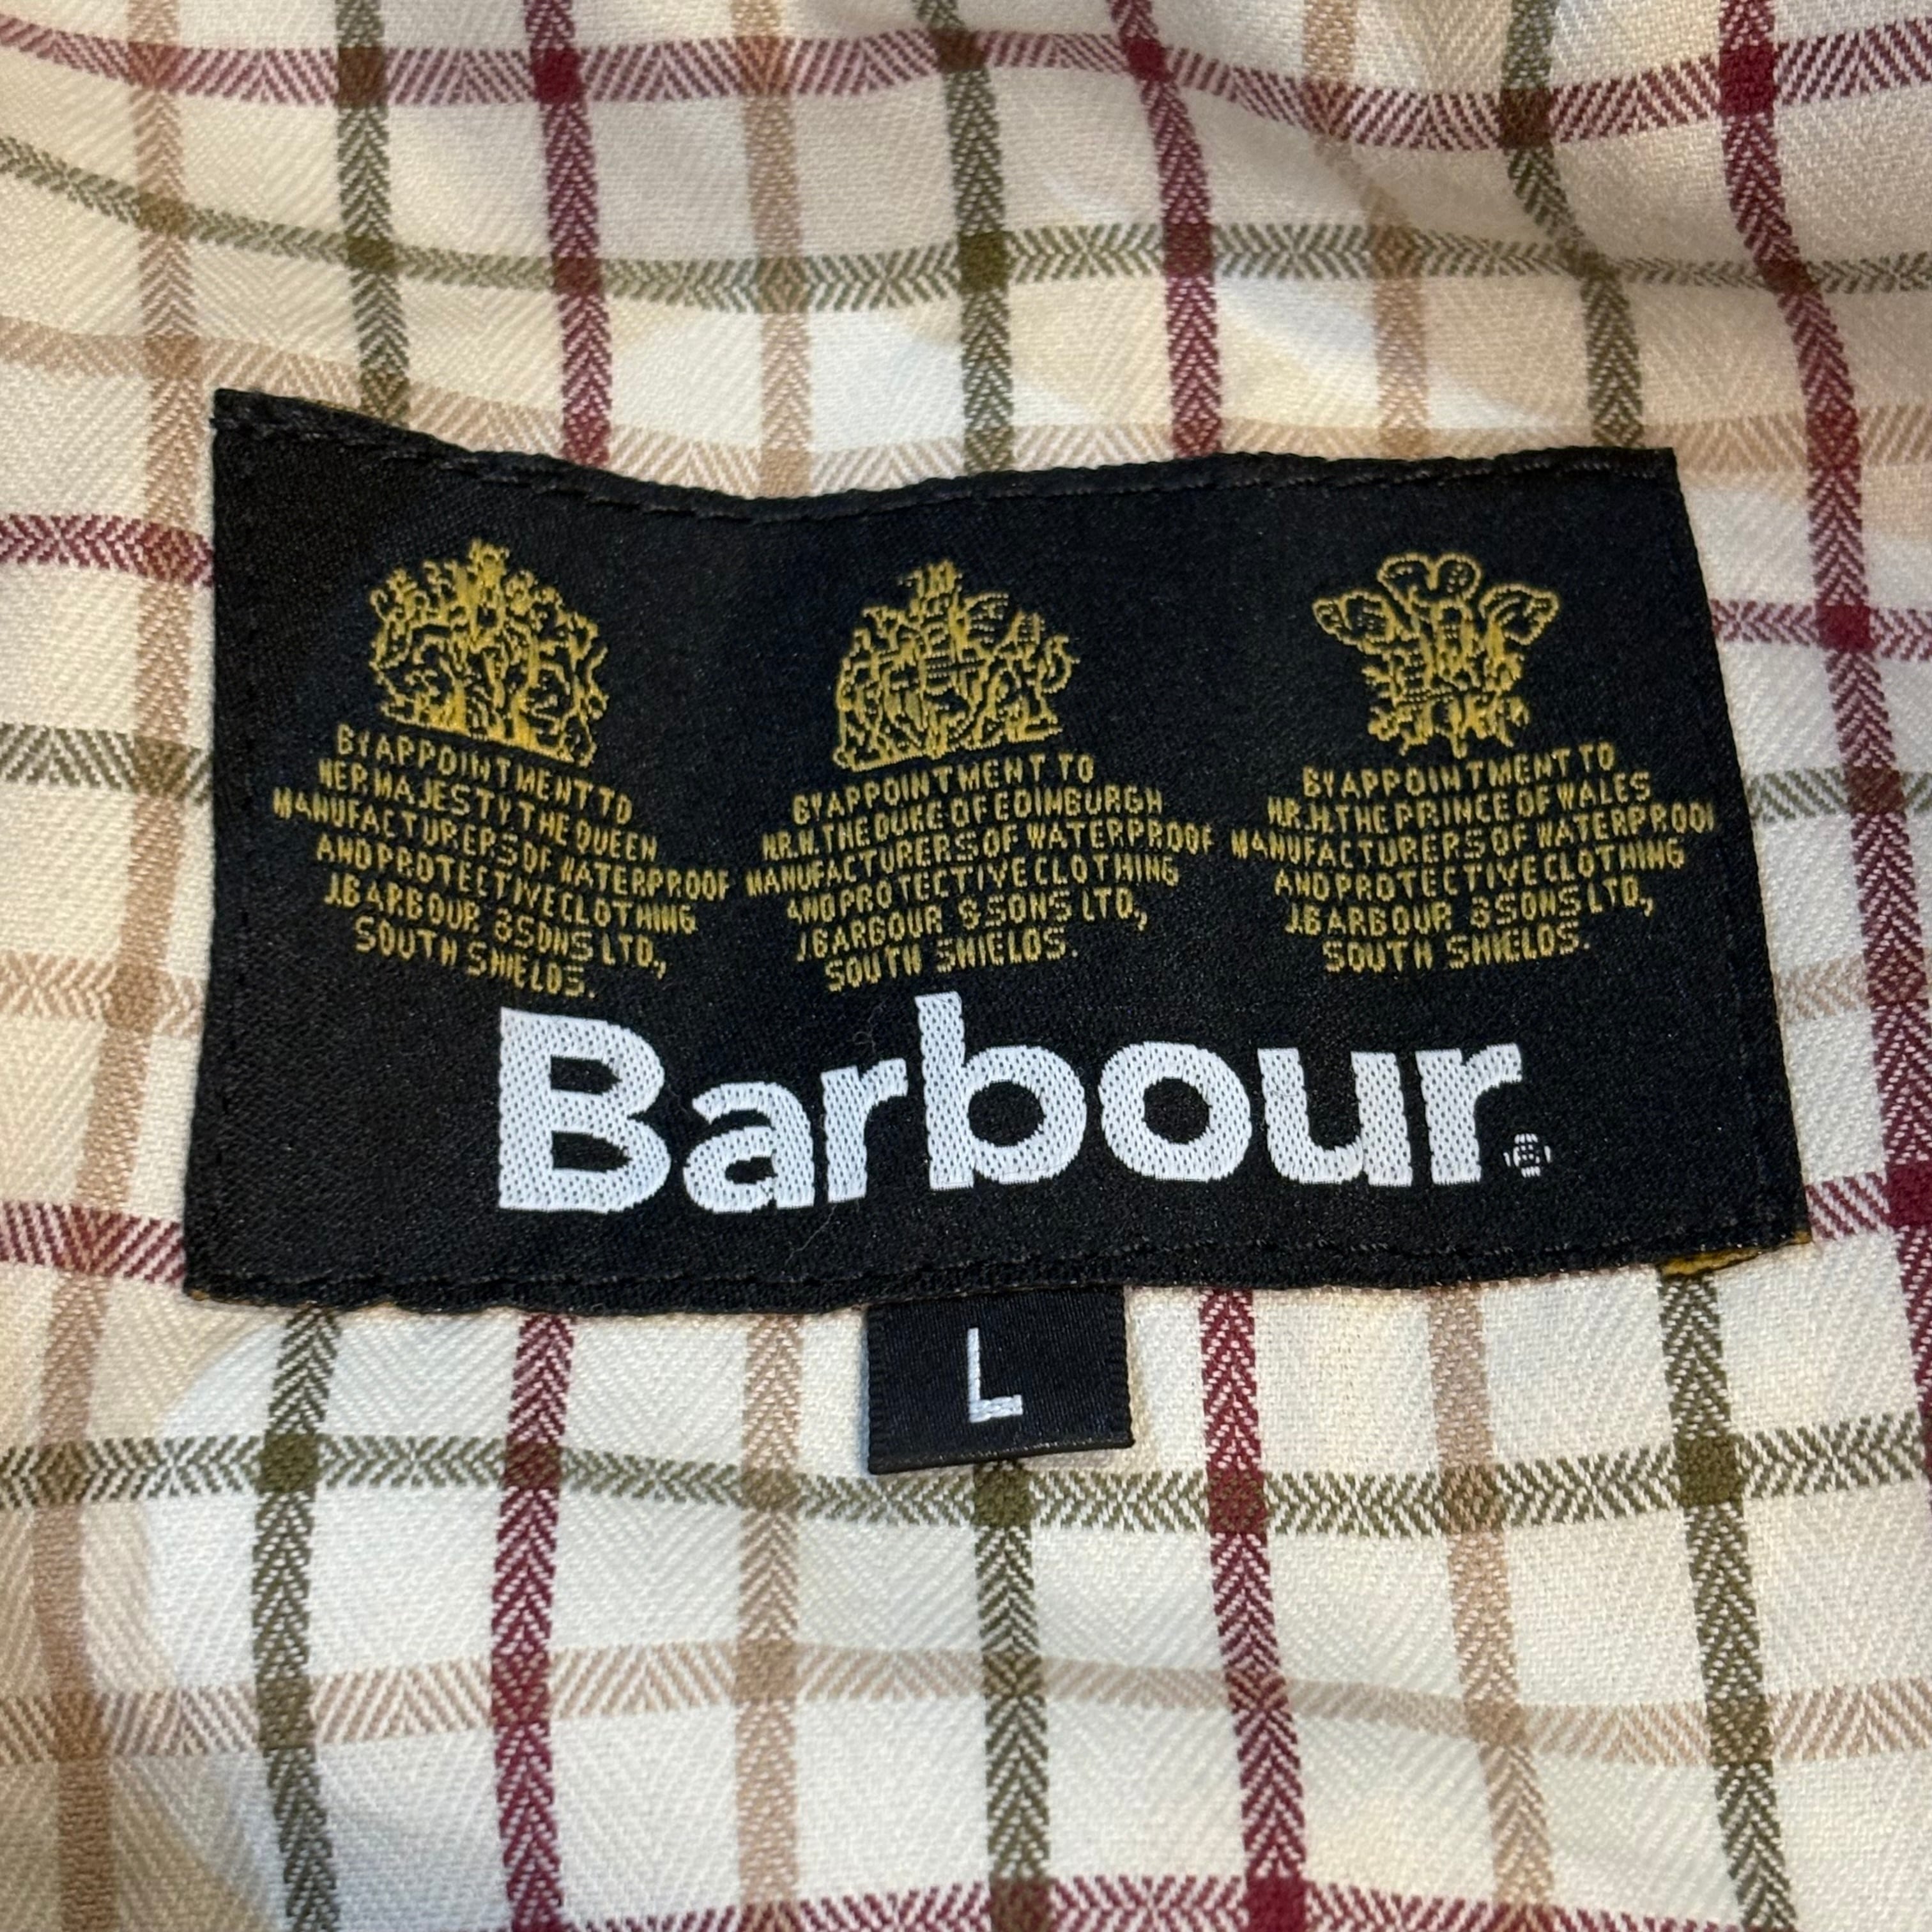 BY APPOINTMENT TO
HER MAJESTY THE QUEEN
MANUFACTURERS OF WATERPROOF
AND PROTECTIVE CLOTHING
J.BARBOUR & SONS LTD.,
SOUTH SHIELDS.
BY APPOINTMENT TO
H.R.H. THE DUKE OF EDINBURGH
MANUFACTURERS OF WATERPROOF
AND PROTECTIVE CLOTHING
J.BARBOUR & SONS LTD.,
SOUTH SHIELDS.
BY APPOINTMENT TO
H.R.H. THE PRINCE OF WALES
MANUFACTURERS OF WATERPROOF
AND PROTECTIVE CLOTHING
J.BARBOUR & SONS LTD.,
SOUTH SHIELDS.
Barbour®
L